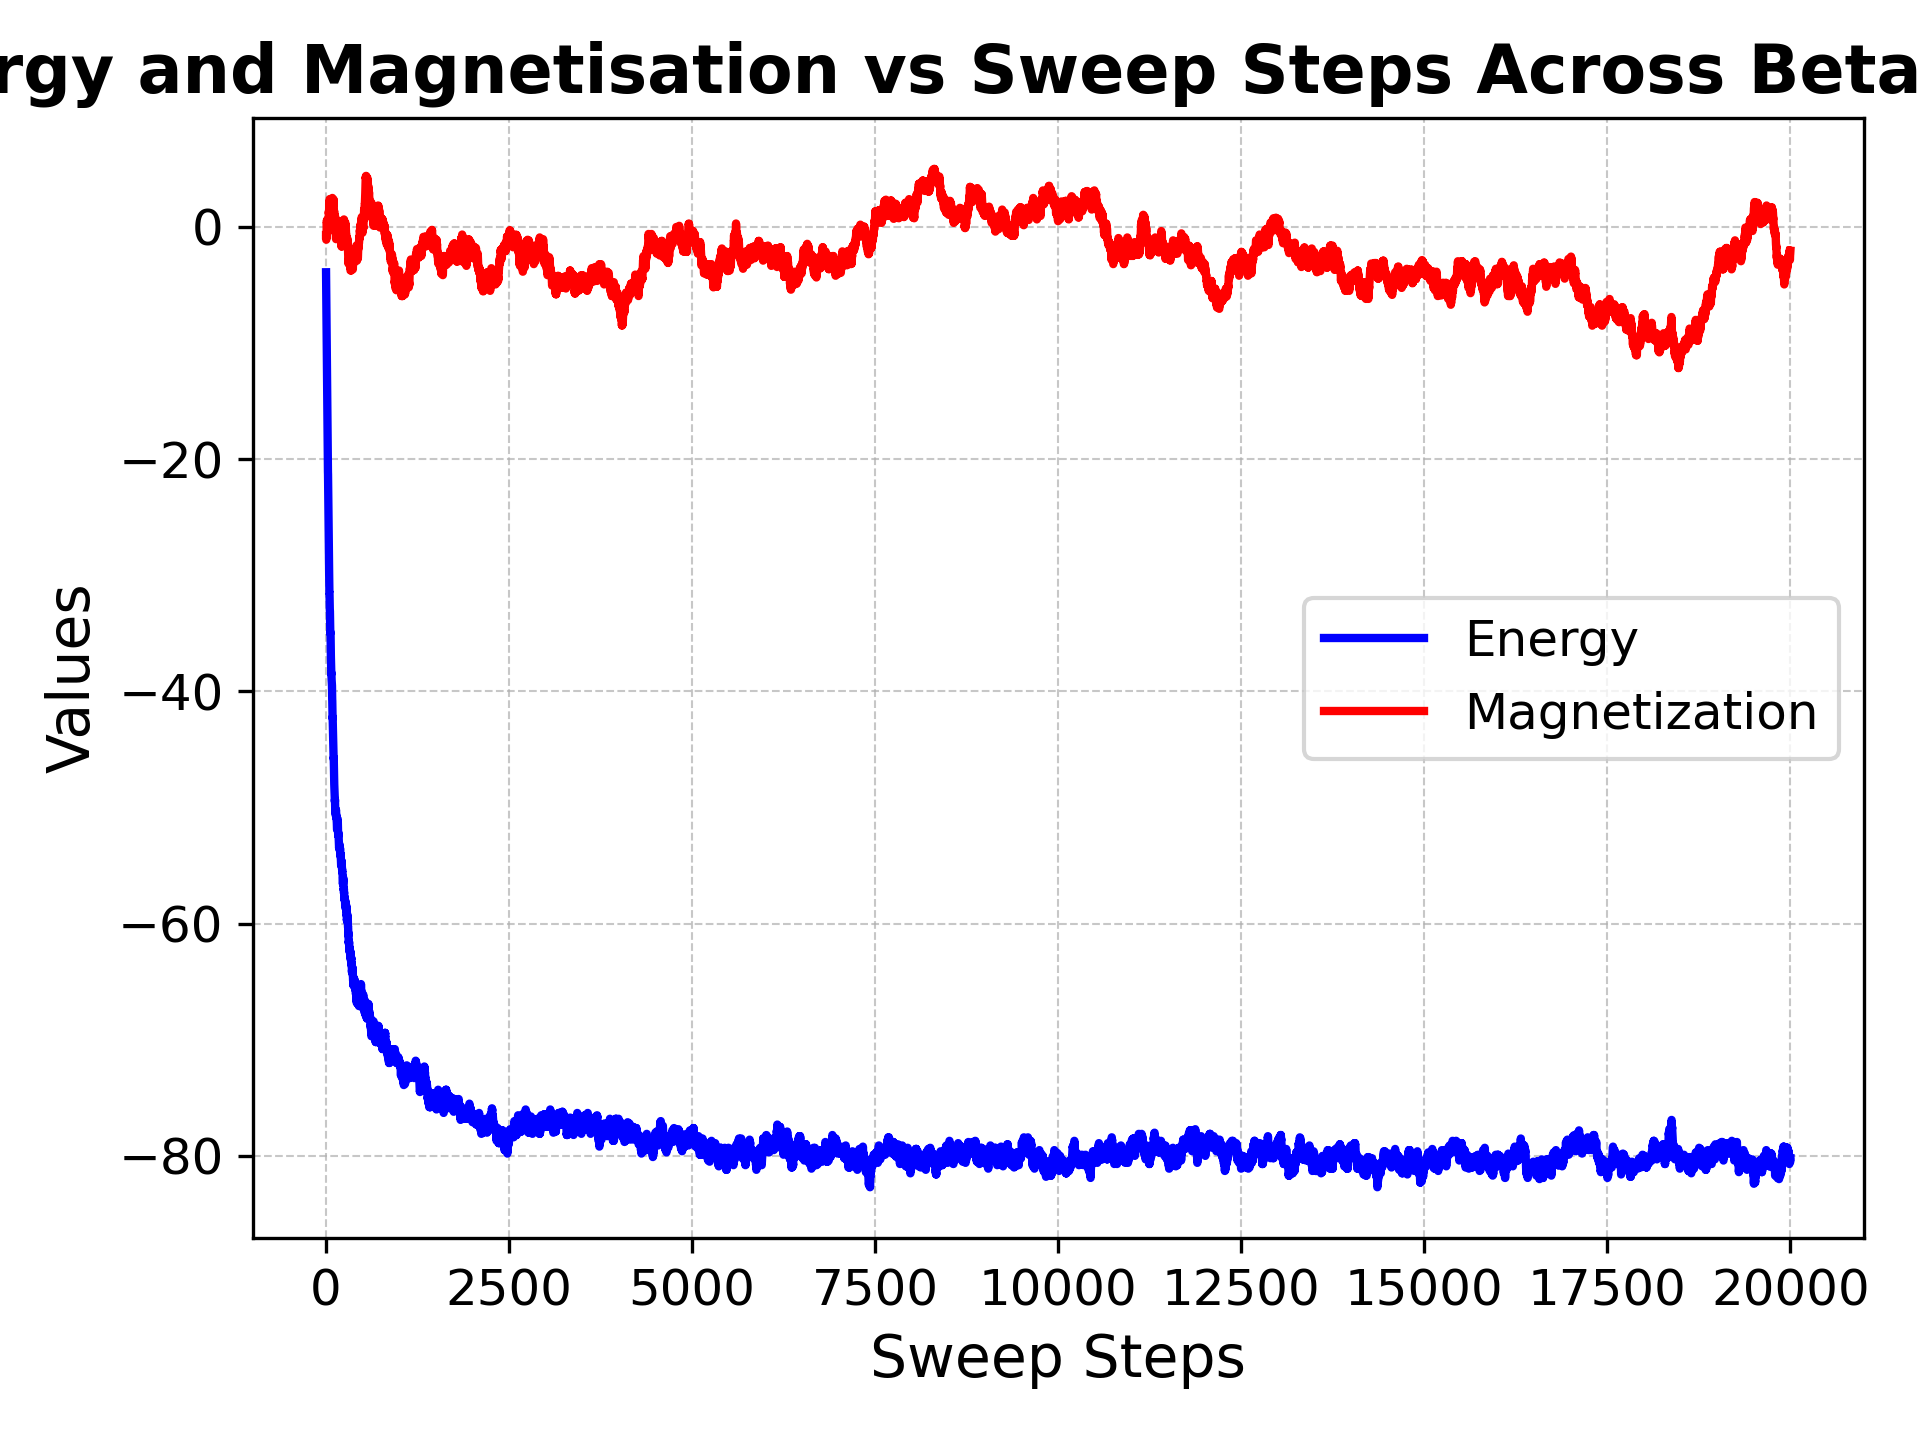 rgy and Magnetisation vs Sweep Steps Across Beta
0
−20
−40
−60
−80
Values
Energy
Magnetization
0 2500 5000 7500 10000 12500 15000 17500 20000
Sweep Steps